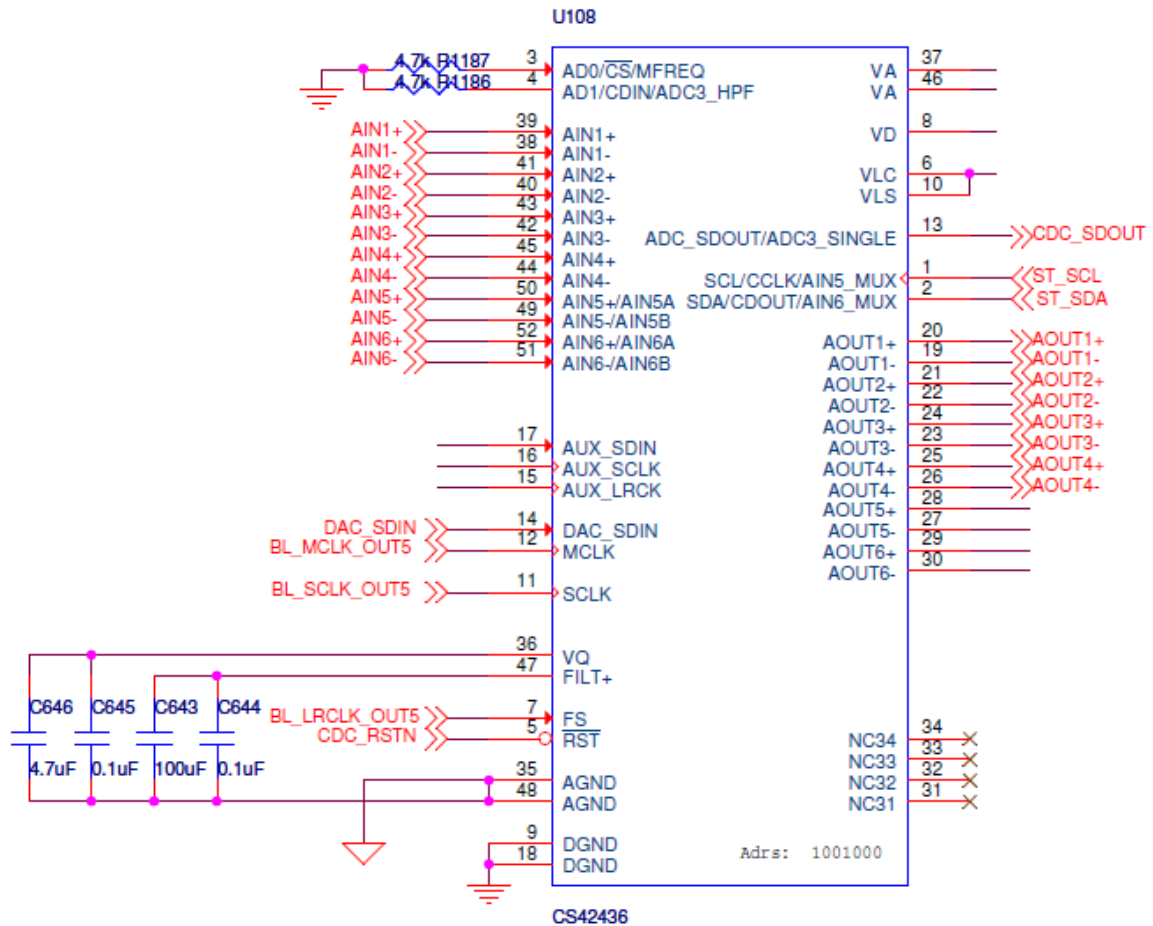 U108
4.7k R1187
4.7k R1186
3 AD0/CS/MFREQ
4 AD1/CDIN/ADC3_HPF
AIN1+ 39 AIN1+
AIN1- 38 AIN1-
AIN2+ 41 AIN2+
AIN2- 40 AIN2-
AIN3+ 43 AIN3+
AIN3- 42 AIN3-
AIN4+ 45 AIN4+
AIN4- 44 AIN4-
AIN5+ 50 AIN5+/AIN5A
AIN5- 49 AIN5-/AIN5B
AIN6+ 52 AIN6+/AIN6A
AIN6- 51 AIN6-/AIN6B
17 AUX_SDIN
16 AUX_SCLK
15 AUX_LRCK
DAC_SDIN 14 DAC_SDIN
BL_MCLK_OUT5 12 MCLK
BL_SCLK_OUT5 11 SCLK
36 VQ
47 FILT+
C646 C645 C643 C644
4.7uF 0.1uF 100uF 0.1uF
BL_LRCLK_OUT5 7 FS
CDC_RSTN 5 RST
35 AGND
48 AGND
9 DGND
18 DGND
VA 37
VA 46
VD 8
VLC 6
VLS 10
ADC_SDOUT/ADC3_SINGLE 13 CDC_SDOUT
SCL/CCLK/AIN5_MUX 1 ST_SCL
SDA/CDOUT/AIN6_MUX 2 ST_SDA
AOUT1+ 20 AOUT1+
AOUT1- 19 AOUT1-
AOUT2+ 21 AOUT2+
AOUT2- 22 AOUT2-
AOUT3+ 24 AOUT3+
AOUT3- 23 AOUT3-
AOUT4+ 25 AOUT4+
AOUT4- 26 AOUT4-
AOUT5+ 28
AOUT5- 27
AOUT6+ 29
AOUT6- 30
NC34 34
NC33 33
NC32 32
NC31 31
Adrs: 1001000
CS42436